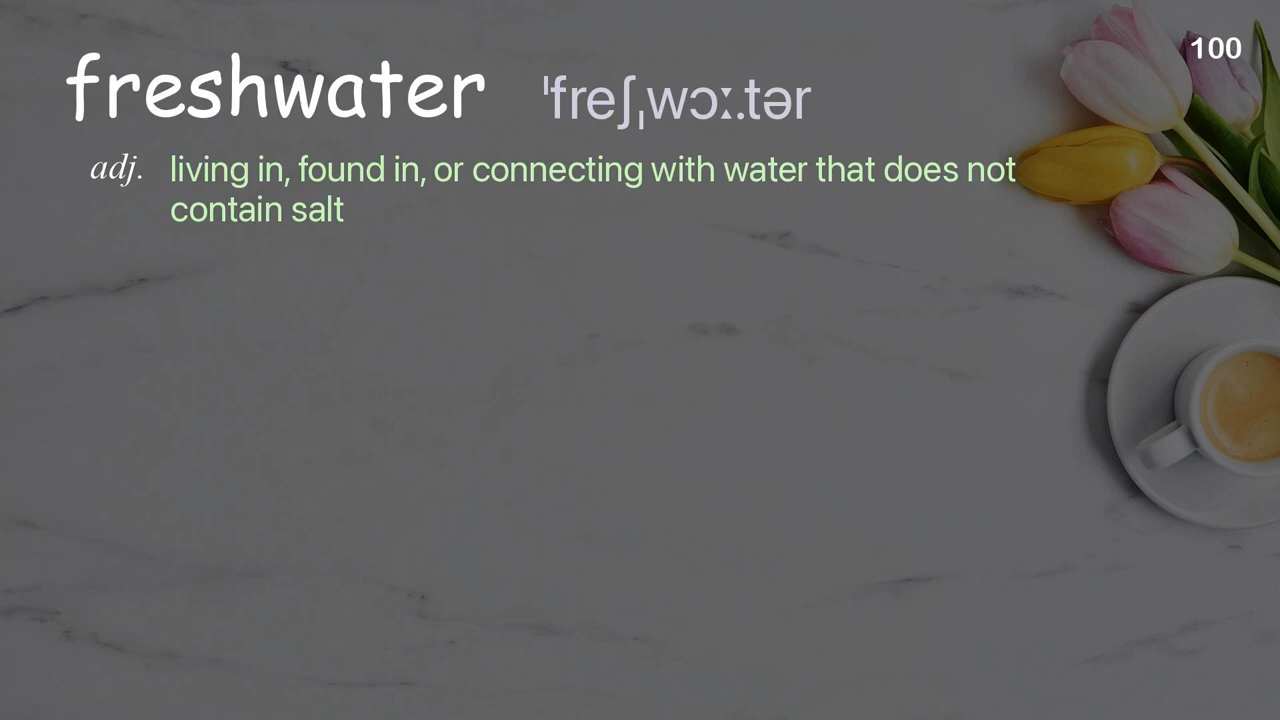 100
freshwater ˈfreʃˌwɔː.tər
adj. living in, found in, or connecting with water that does not
contain salt